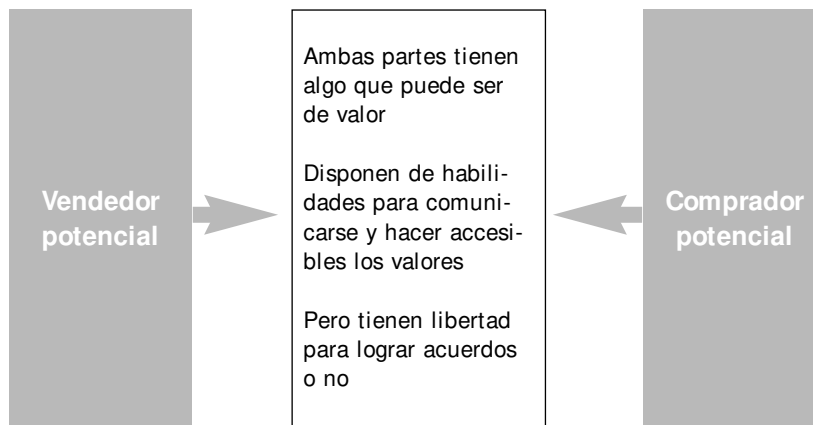 Vendedor
potencial
Ambas partes tienen
algo que puede ser
de valor
Disponen de habili-
dades para comuni-
carse y hacer accesi-
bles los valores
Pero tienen libertad
para lograr acuerdos
o no
Comprador
potencial